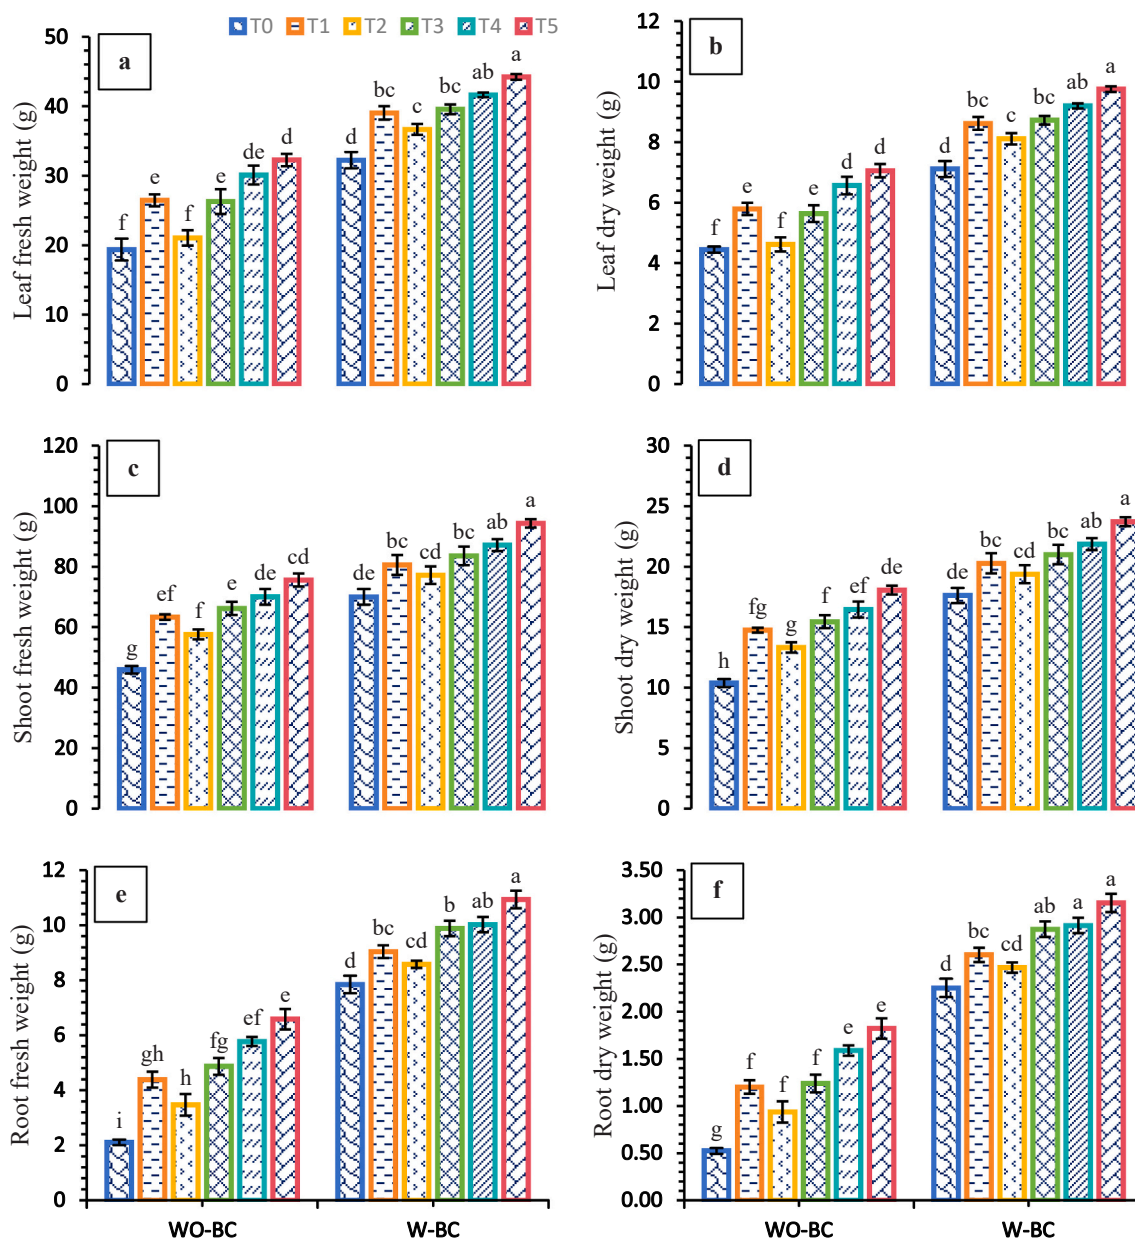 T0 T1 T2 T3 T4 T5
a
Leaf fresh weight (g)
50
40
30
20
10
0
f e f e de d
d bc c bc ab a
b
Leaf dry weight (g)
12
10
8
6
4
2
0
f e f e d d
d bc c bc ab a
c
Shoot fresh weight (g)
120
100
80
60
40
20
0
g ef f e de cd
de bc cd bc ab a
d
Shoot dry weight (g)
30
25
20
15
10
5
0
h fg g f ef de
de bc cd bc ab a
e
Root fresh weight (g)
12
10
8
6
4
2
0
i gh h fg ef e
d bc cd b ab a
WO-BC W-BC
f
Root dry weight (g)
3.50
3.00
2.50
2.00
1.50
1.00
0.50
0.00
g f f f e e
d bc cd ab a a
WO-BC W-BC